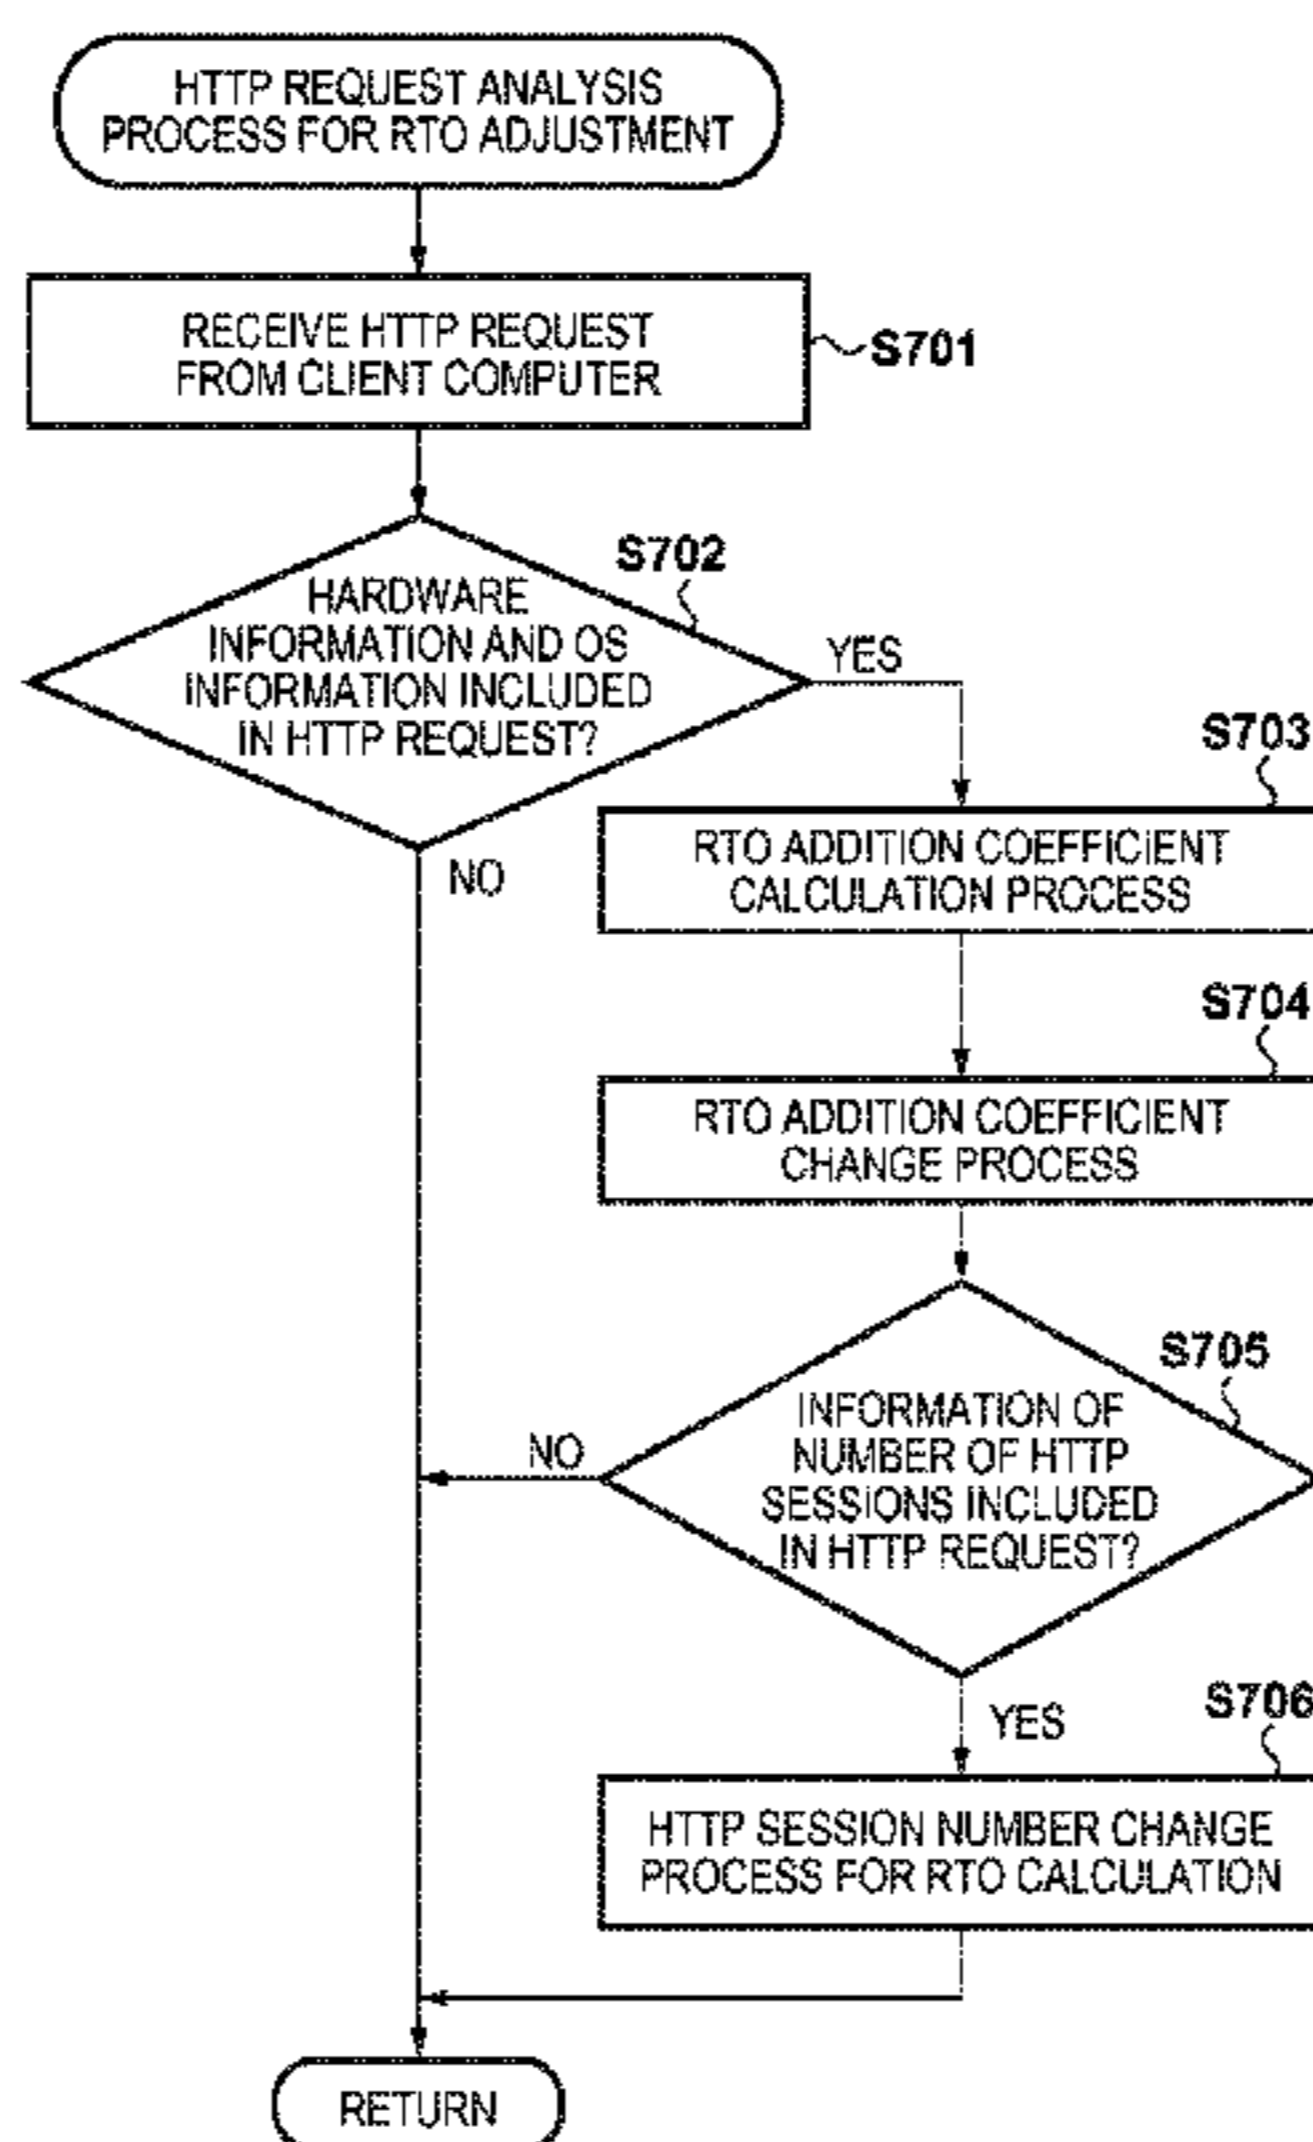 HTTP REQUEST ANALYSIS
PROCESS FOR RTO ADJUSTMENT
RECEIVE HTTP REQUEST
FROM CLIENT COMPUTER
S701
S702
HARDWARE
INFORMATION AND OS
INFORMATION INCLUDED
IN HTTP REQUEST?
YES
NO
S703
RTO ADDITION COEFFICIENT
CALCULATION PROCESS
S704
RTO ADDITION COEFFICIENT
CHANGE PROCESS
S705
INFORMATION OF
NUMBER OF HTTP
SESSIONS INCLUDED
IN HTTP REQUEST?
NO
YES
S706
HTTP SESSION NUMBER CHANGE
PROCESS FOR RTO CALCULATION
RETURN